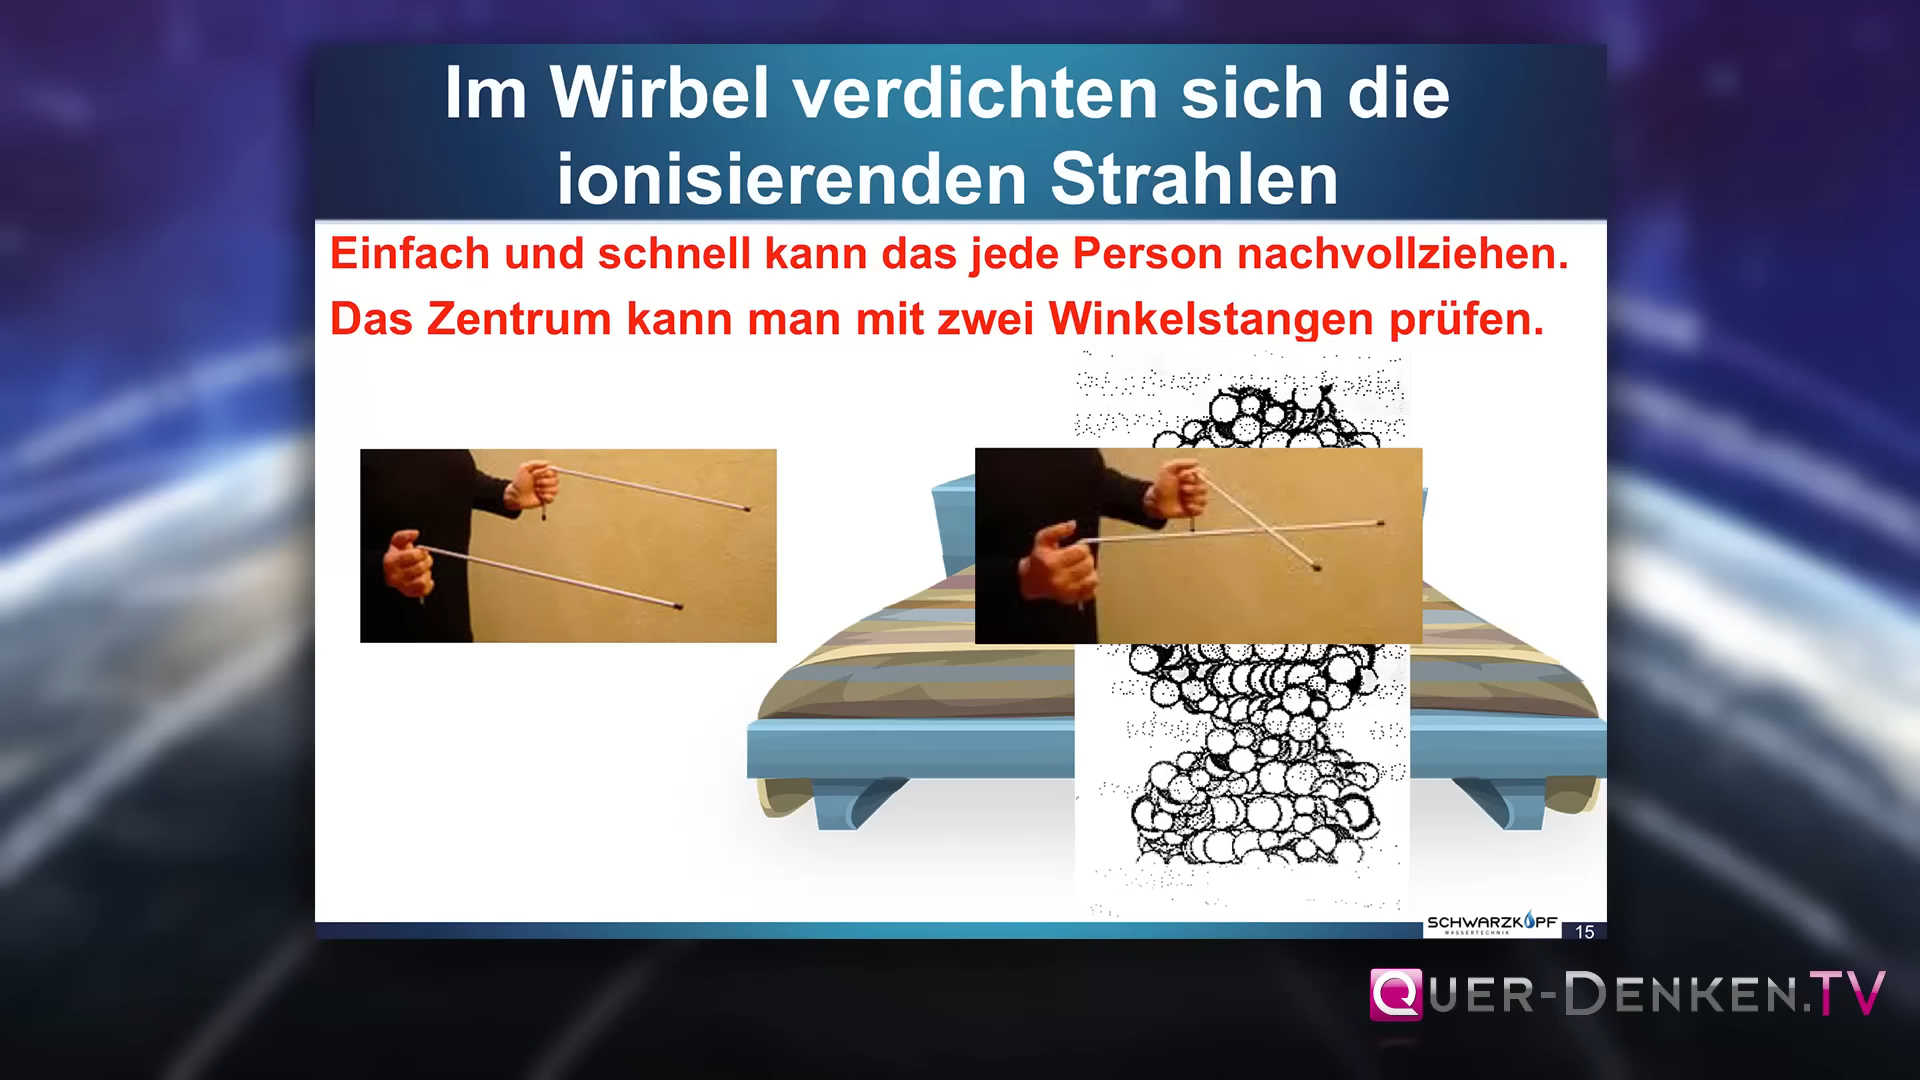 Im Wirbel verdichten sich die
ionisierenden Strahlen
Einfach und schnell kann das jede Person nachvollziehen.
Das Zentrum kann man mit zwei Winkelstangen prüfen.
SCHWARZKOPF
WASSERTECHNIK
15
QUER-DENKEN.TV